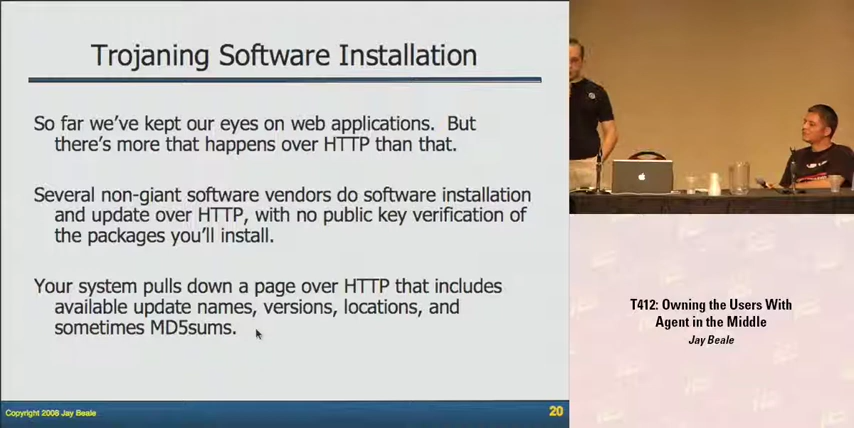 Trojaning Software Installation
So far we've kept our eyes on web applications.  But
there's more that happens over HTTP than that.
Several non-giant software vendors do software installation
and update over HTTP, with no public key verification of
the packages you'll install.
Your system pulls down a page over HTTP that includes
available update names, versions, locations, and
sometimes MD5sums.
Copyright 2008 Jay Beale
20
T412: Owning the Users With
Agent in the Middle
Jay Beale